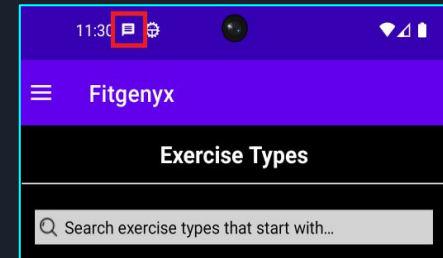 11:30
Fitgenyx
Exercise Types
Search exercise types that start with...